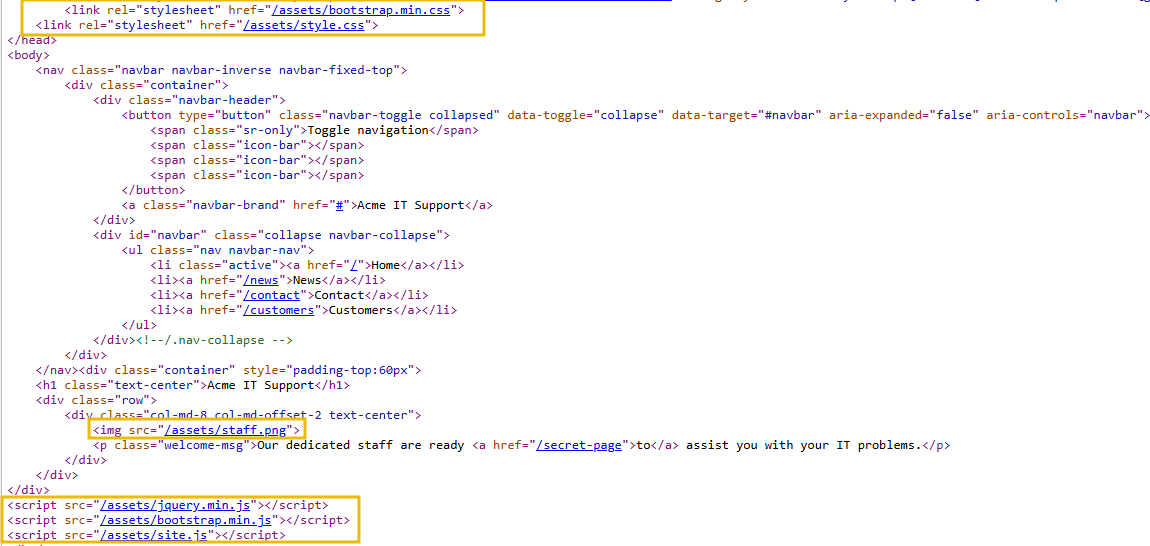 <link rel="stylesheet" href="/assets/bootstrap.min.css">
<link rel="stylesheet" href="/assets/style.css">
</head>
<body>
<nav class="navbar navbar-inverse navbar-fixed-top">
<div class="container">
<div class="navbar-header">
<button type="button" class="navbar-toggle collapsed" data-toggle="collapse" data-target="#navbar" aria-expanded="false" aria-controls="navbar">
<span class="sr-only">Toggle navigation</span>
<span class="icon-bar"></span>
<span class="icon-bar"></span>
<span class="icon-bar"></span>
</button>
<a class="navbar-brand" href="#">Acme IT Support</a>
</div>
<div id="navbar" class="collapse navbar-collapse">
<ul class="nav navbar-nav">
<li class="active"><a href="/">Home</a></li>
<li><a href="/news">News</a></li>
<li><a href="/contact">Contact</a></li>
<li><a href="/customers">Customers</a></li>
</ul>
</div><!--/.nav-collapse -->
</div>
</nav><div class="container" style="padding-top:60px">
<h1 class="text-center">Acme IT Support</h1>
<div class="row">
<div class="col-md-8 col-md-offset-2 text-center">
<img src="/assets/staff.png">
<p class="welcome-msg">Our dedicated staff are ready <a href="/secret-page">to</a> assist you with your IT problems.</p>
</div>
</div>
</div>
<script src="/assets/jquery.min.js"></script>
<script src="/assets/bootstrap.min.js"></script>
<script src="/assets/site.js"></script>